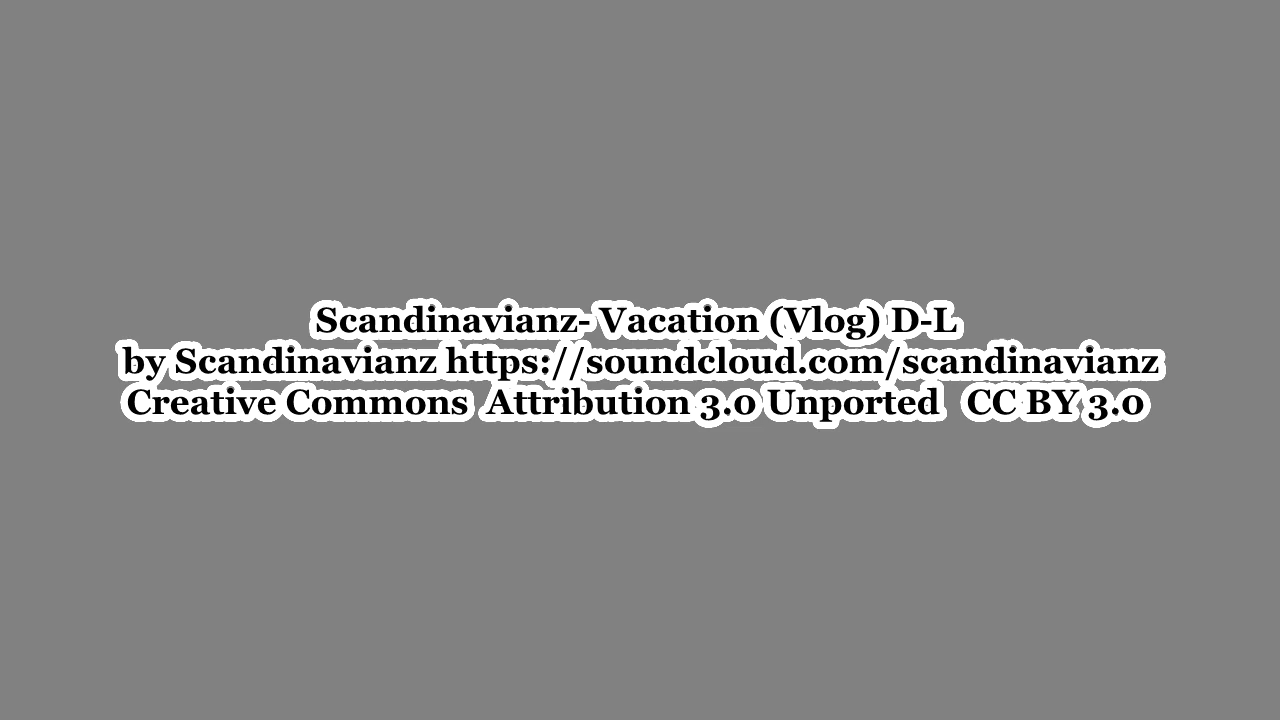 Scandinavianz- Vacation (Vlog) D-L
by Scandinavianz https://soundcloud.com/scandinavianz
Creative Commons  Attribution 3.0 Unported   CC BY 3.0